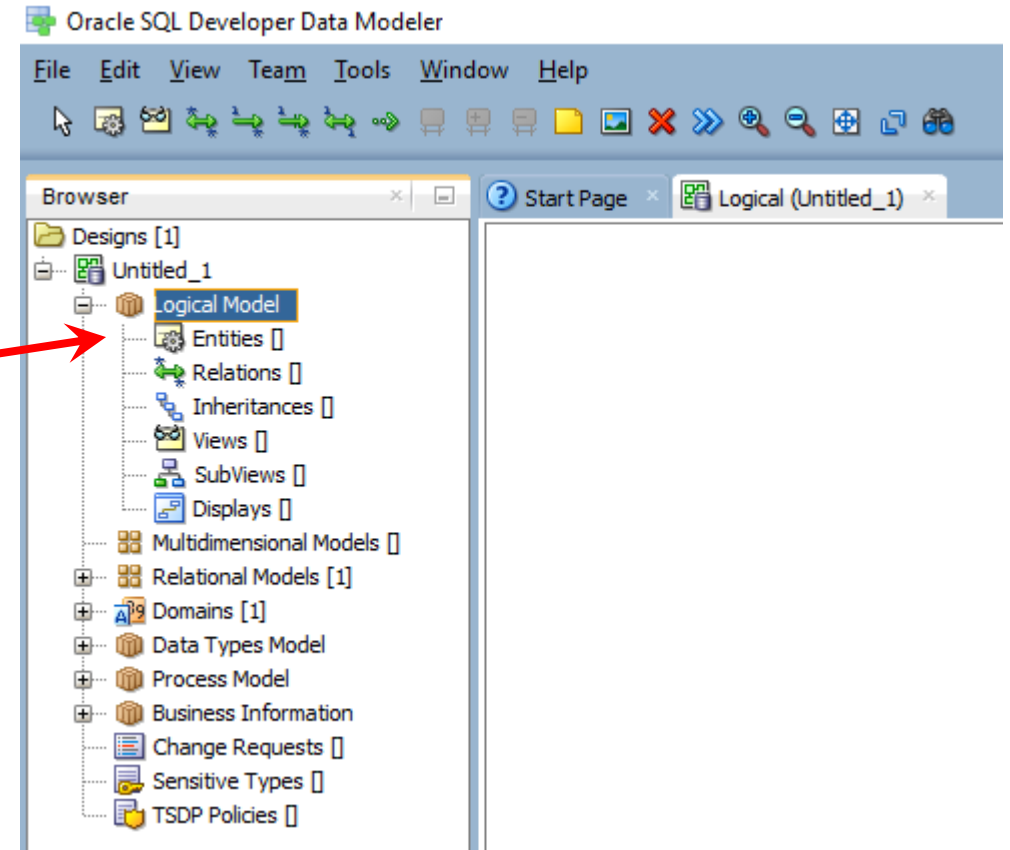 Oracle SQL Developer Data Modeler
File Edit View Team Tools Window Help
Browser
Start Page
Logical (Untitled_1)
Designs [1]
Untitled_1
Logical Model
Entities []
Relations []
Inheritances []
Views []
SubViews []
Displays []
Multidimensional Models []
Relational Models [1]
Domains [1]
Data Types Model
Process Model
Business Information
Change Requests []
Sensitive Types []
TSDP Policies []